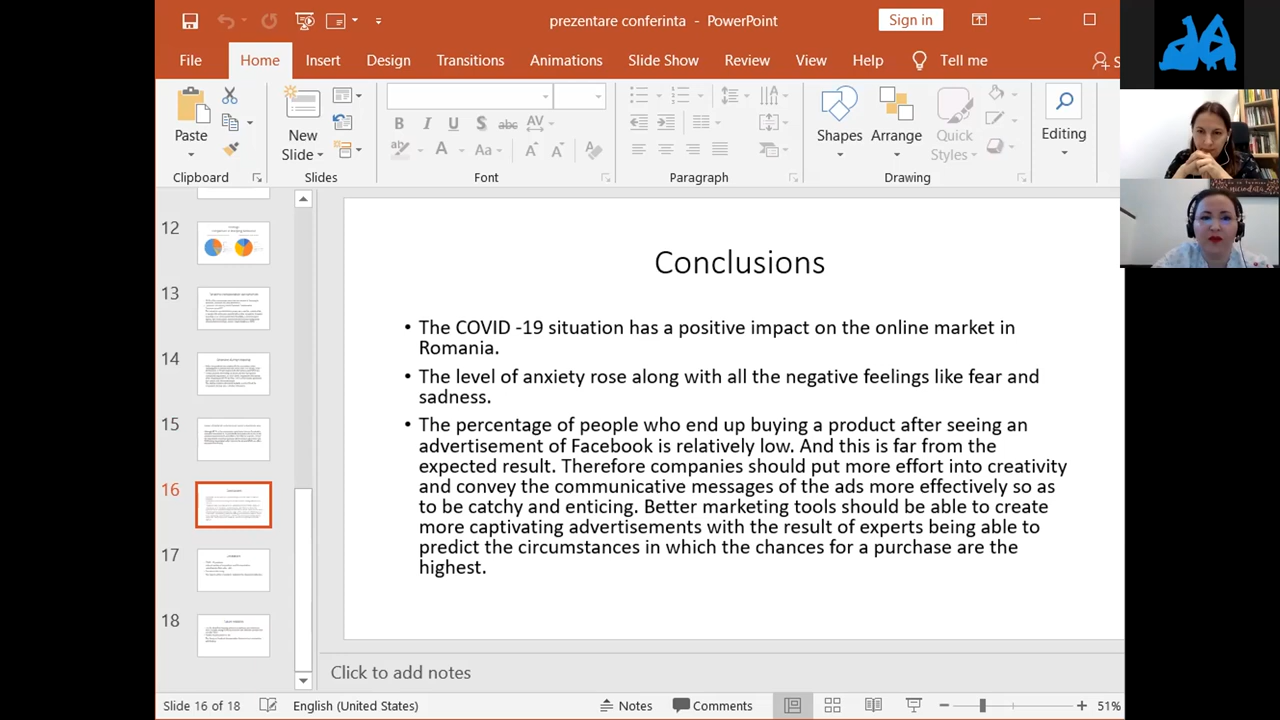 prezentare conferinta - PowerPoint
Sign in
File Home Insert Design Transitions Animations Slide Show Review View Help Tell me S
Paste
New
Slide
B I U S abc AV
A Aa A A
Shapes Arrange Quick
Styles
Editing
Clipboard Slides Font Paragraph Drawing
12
13
14
15
16
17
18
Conclusions
• The COVID -19 situation has a positive impact on the online market in
Romania.
• The level of anxiety rose along with all the negative feelings like fear and
sadness.
• The percentage of people who end up buying a product after seeing an
advertisement of Facebook is relatively low. And this is far from the
expected result. Therefore companies should put more effort into creativity
and convey the communicative messages of the ads more effectively so as
to be catchy and enticing. Better marketing tools should be able to create
more captivating advertisements with the result of experts being able to
predict the circumstances in which the chances for a purchase are the
highest.
Click to add notes
Slide 16 of 18 English (United States) Notes Comments 51%